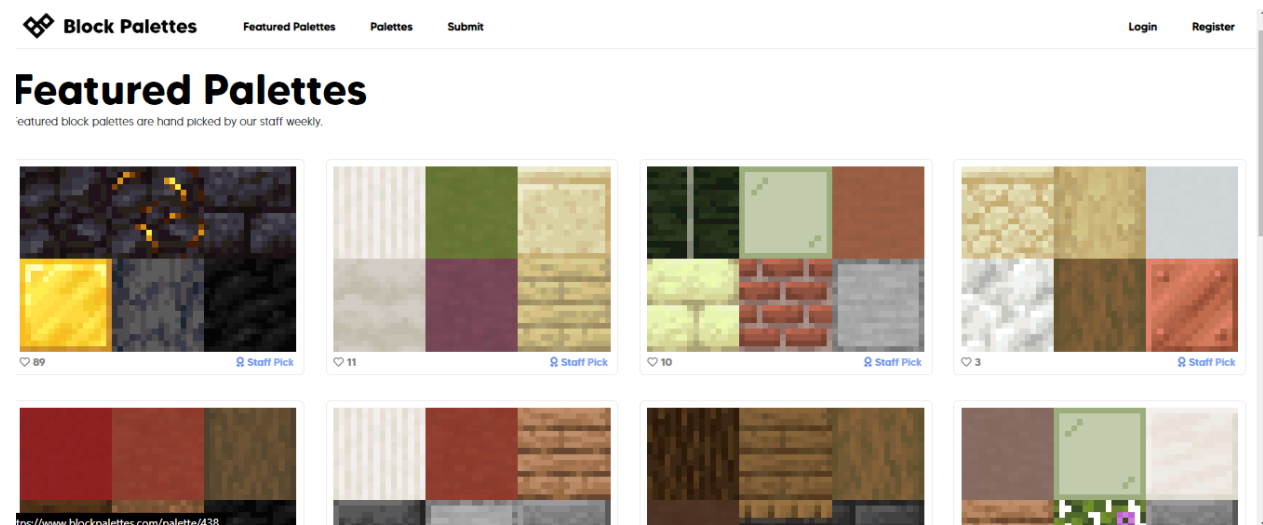 Block Palettes
Featured Palettes
Palettes
Submit
Login
Register
Featured Palettes
eatured block palettes are hand picked by our staff weekly.
89
Staff Pick
11
Staff Pick
10
Staff Pick
3
Staff Pick
tps://www.blockpalettes.com/palette/438